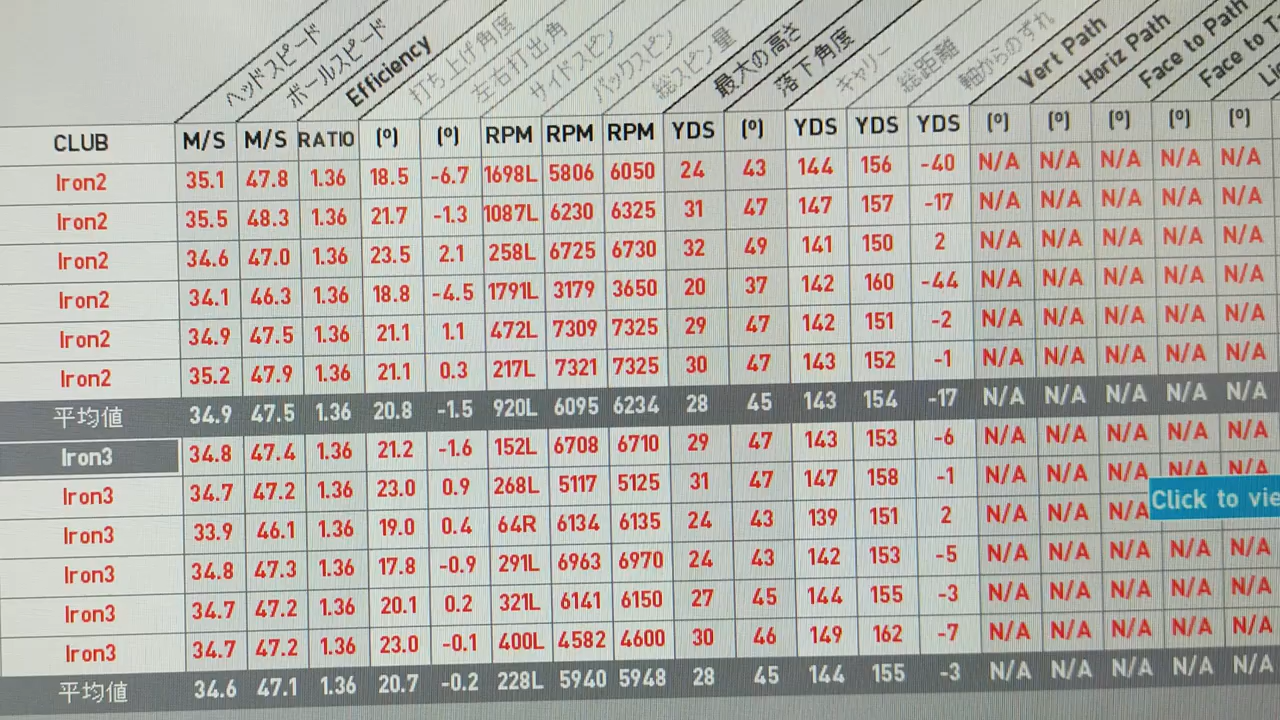 ヘッドスピード ボールスピード Efficiency 打ち上げ角度 左右打出角 サイドスピン バックスピン 総スピン量 最大の高さ 落下角度 キャリー 総距離 軸からのずれ Vert Path Horiz Path Face to Path Face to
CLUB M/S M/S RATIO (º) (º) RPM RPM RPM YDS (º) YDS YDS YDS (º) (º) (º) (º) (º)
Iron2 35.1 47.8 1.36 18.5 -6.7 1698L 5806 6050 24 43 144 156 -40 N/A N/A N/A N/A N/A
Iron2 35.5 48.3 1.36 21.7 -1.3 1087L 6230 6325 31 47 147 157 -17 N/A N/A N/A N/A N/A
Iron2 34.6 47.0 1.36 23.5 2.1 258L 6725 6730 32 49 141 150 2 N/A N/A N/A N/A N/A
Iron2 34.1 46.3 1.36 18.8 -4.5 1791L 3179 3650 20 37 142 160 -44 N/A N/A N/A N/A N/A
Iron2 34.9 47.5 1.36 21.1 1.1 472L 7309 7325 29 47 142 151 -2 N/A N/A N/A N/A N/A
Iron2 35.2 47.9 1.36 21.1 0.3 217L 7321 7325 30 47 143 152 -1 N/A N/A N/A N/A N/A
平均値 34.9 47.5 1.36 20.8 -1.5 920L 6095 6234 28 45 143 154 -17 N/A N/A N/A N/A N/A
Iron3 34.8 47.4 1.36 21.2 -1.6 152L 6708 6710 29 47 143 153 -6 N/A N/A N/A N/A N/A
Iron3 34.7 47.2 1.36 23.0 0.9 268L 5117 5125 31 47 147 158 -1 N/A N/A N/A N/A N/A
Click to vie
Iron3 33.9 46.1 1.36 19.0 0.4 64R 6134 6135 24 43 139 151 2 N/A N/A N/A N/A N/A
Iron3 34.8 47.3 1.36 17.8 -0.9 291L 6963 6970 24 43 142 153 -5 N/A N/A N/A N/A N/A
Iron3 34.7 47.2 1.36 20.1 0.2 321L 6141 6150 27 45 144 155 -3 N/A N/A N/A N/A N/A
Iron3 34.7 47.2 1.36 23.0 -0.1 400L 4582 4600 30 46 149 162 -7 N/A N/A N/A N/A N/A
平均値 34.6 47.1 1.36 20.7 -0.2 228L 5940 5948 28 45 144 155 -3 N/A N/A N/A N/A N/A